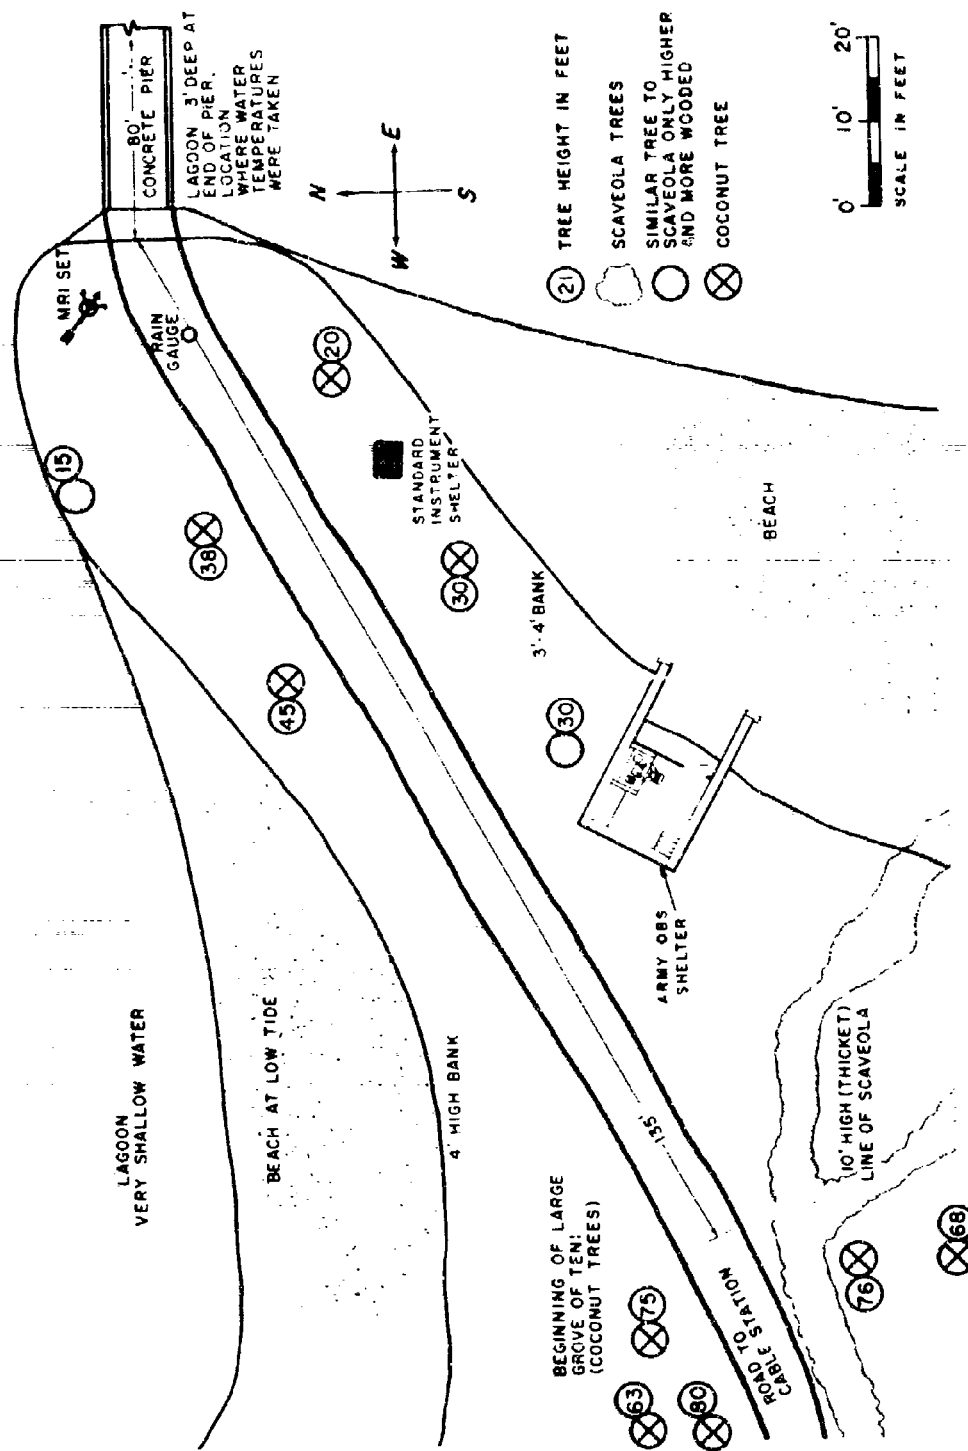 80'
CONCRETE PIER
LAGOON 3' DEEP AT
END OF PIER.
LOCATION
WHERE WATER
TEMPERATURES
WERE TAKEN
N
E
W
S
MRI SET
RAIN
GAUGE
21 TREE HEIGHT IN FEET
SCAVEOLA TREES
SIMILAR TREE TO
SCAVEOLA ONLY HIGHER
AND MORE WOODED
COCONUT TREE
0' 10' 20'
SCALE IN FEET
15
20
38
STANDARD
INSTRUMENT
SHELTER
30
45
3'-4' BANK
BEACH
30
LAGOON
VERY SHALLOW WATER
BEACH AT LOW TIDE
4' HIGH BANK
ARMY OBS
SHELTER
135'
10' HIGH (THICKET)
LINE OF SCAVEOLA
BEGINNING OF LARGE
GROVE OF TEN:
(COCONUT TREES)
75
63
80
ROAD TO
CABLE STATION
76
68